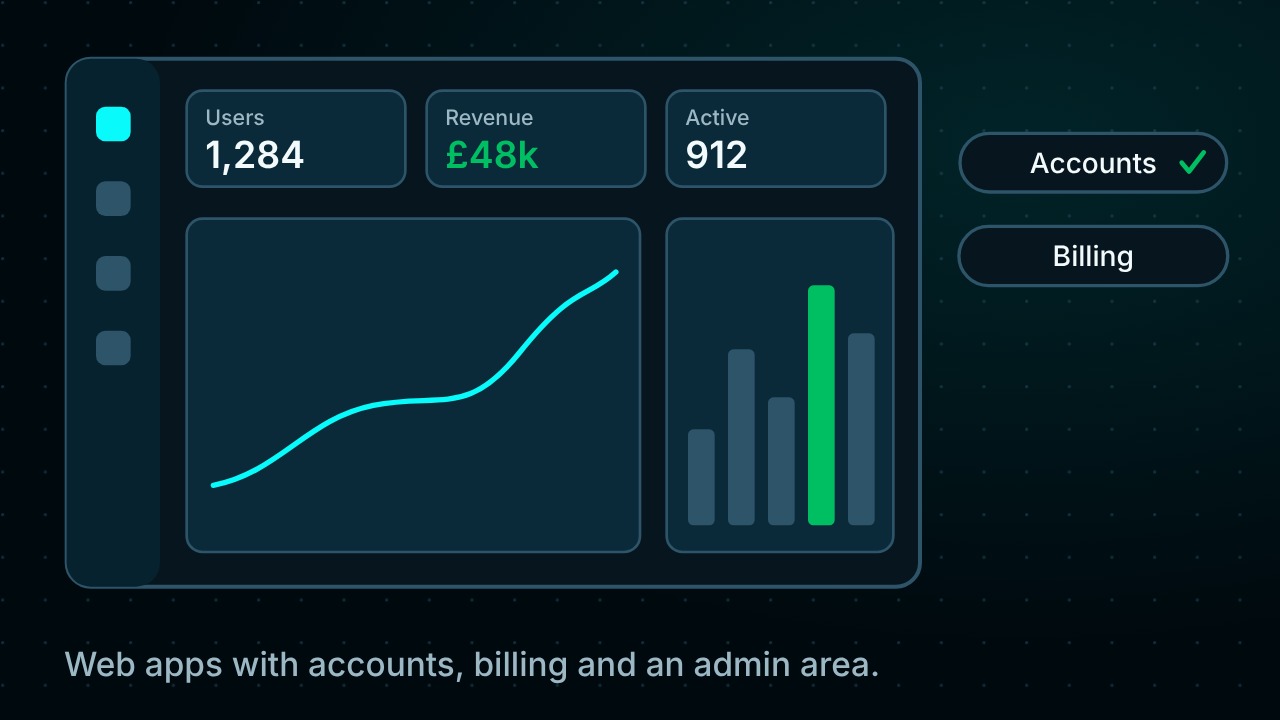 Users
1,284
Revenue
£48k
Active
912
Accounts
Billing
Web apps with accounts, billing and an admin area.